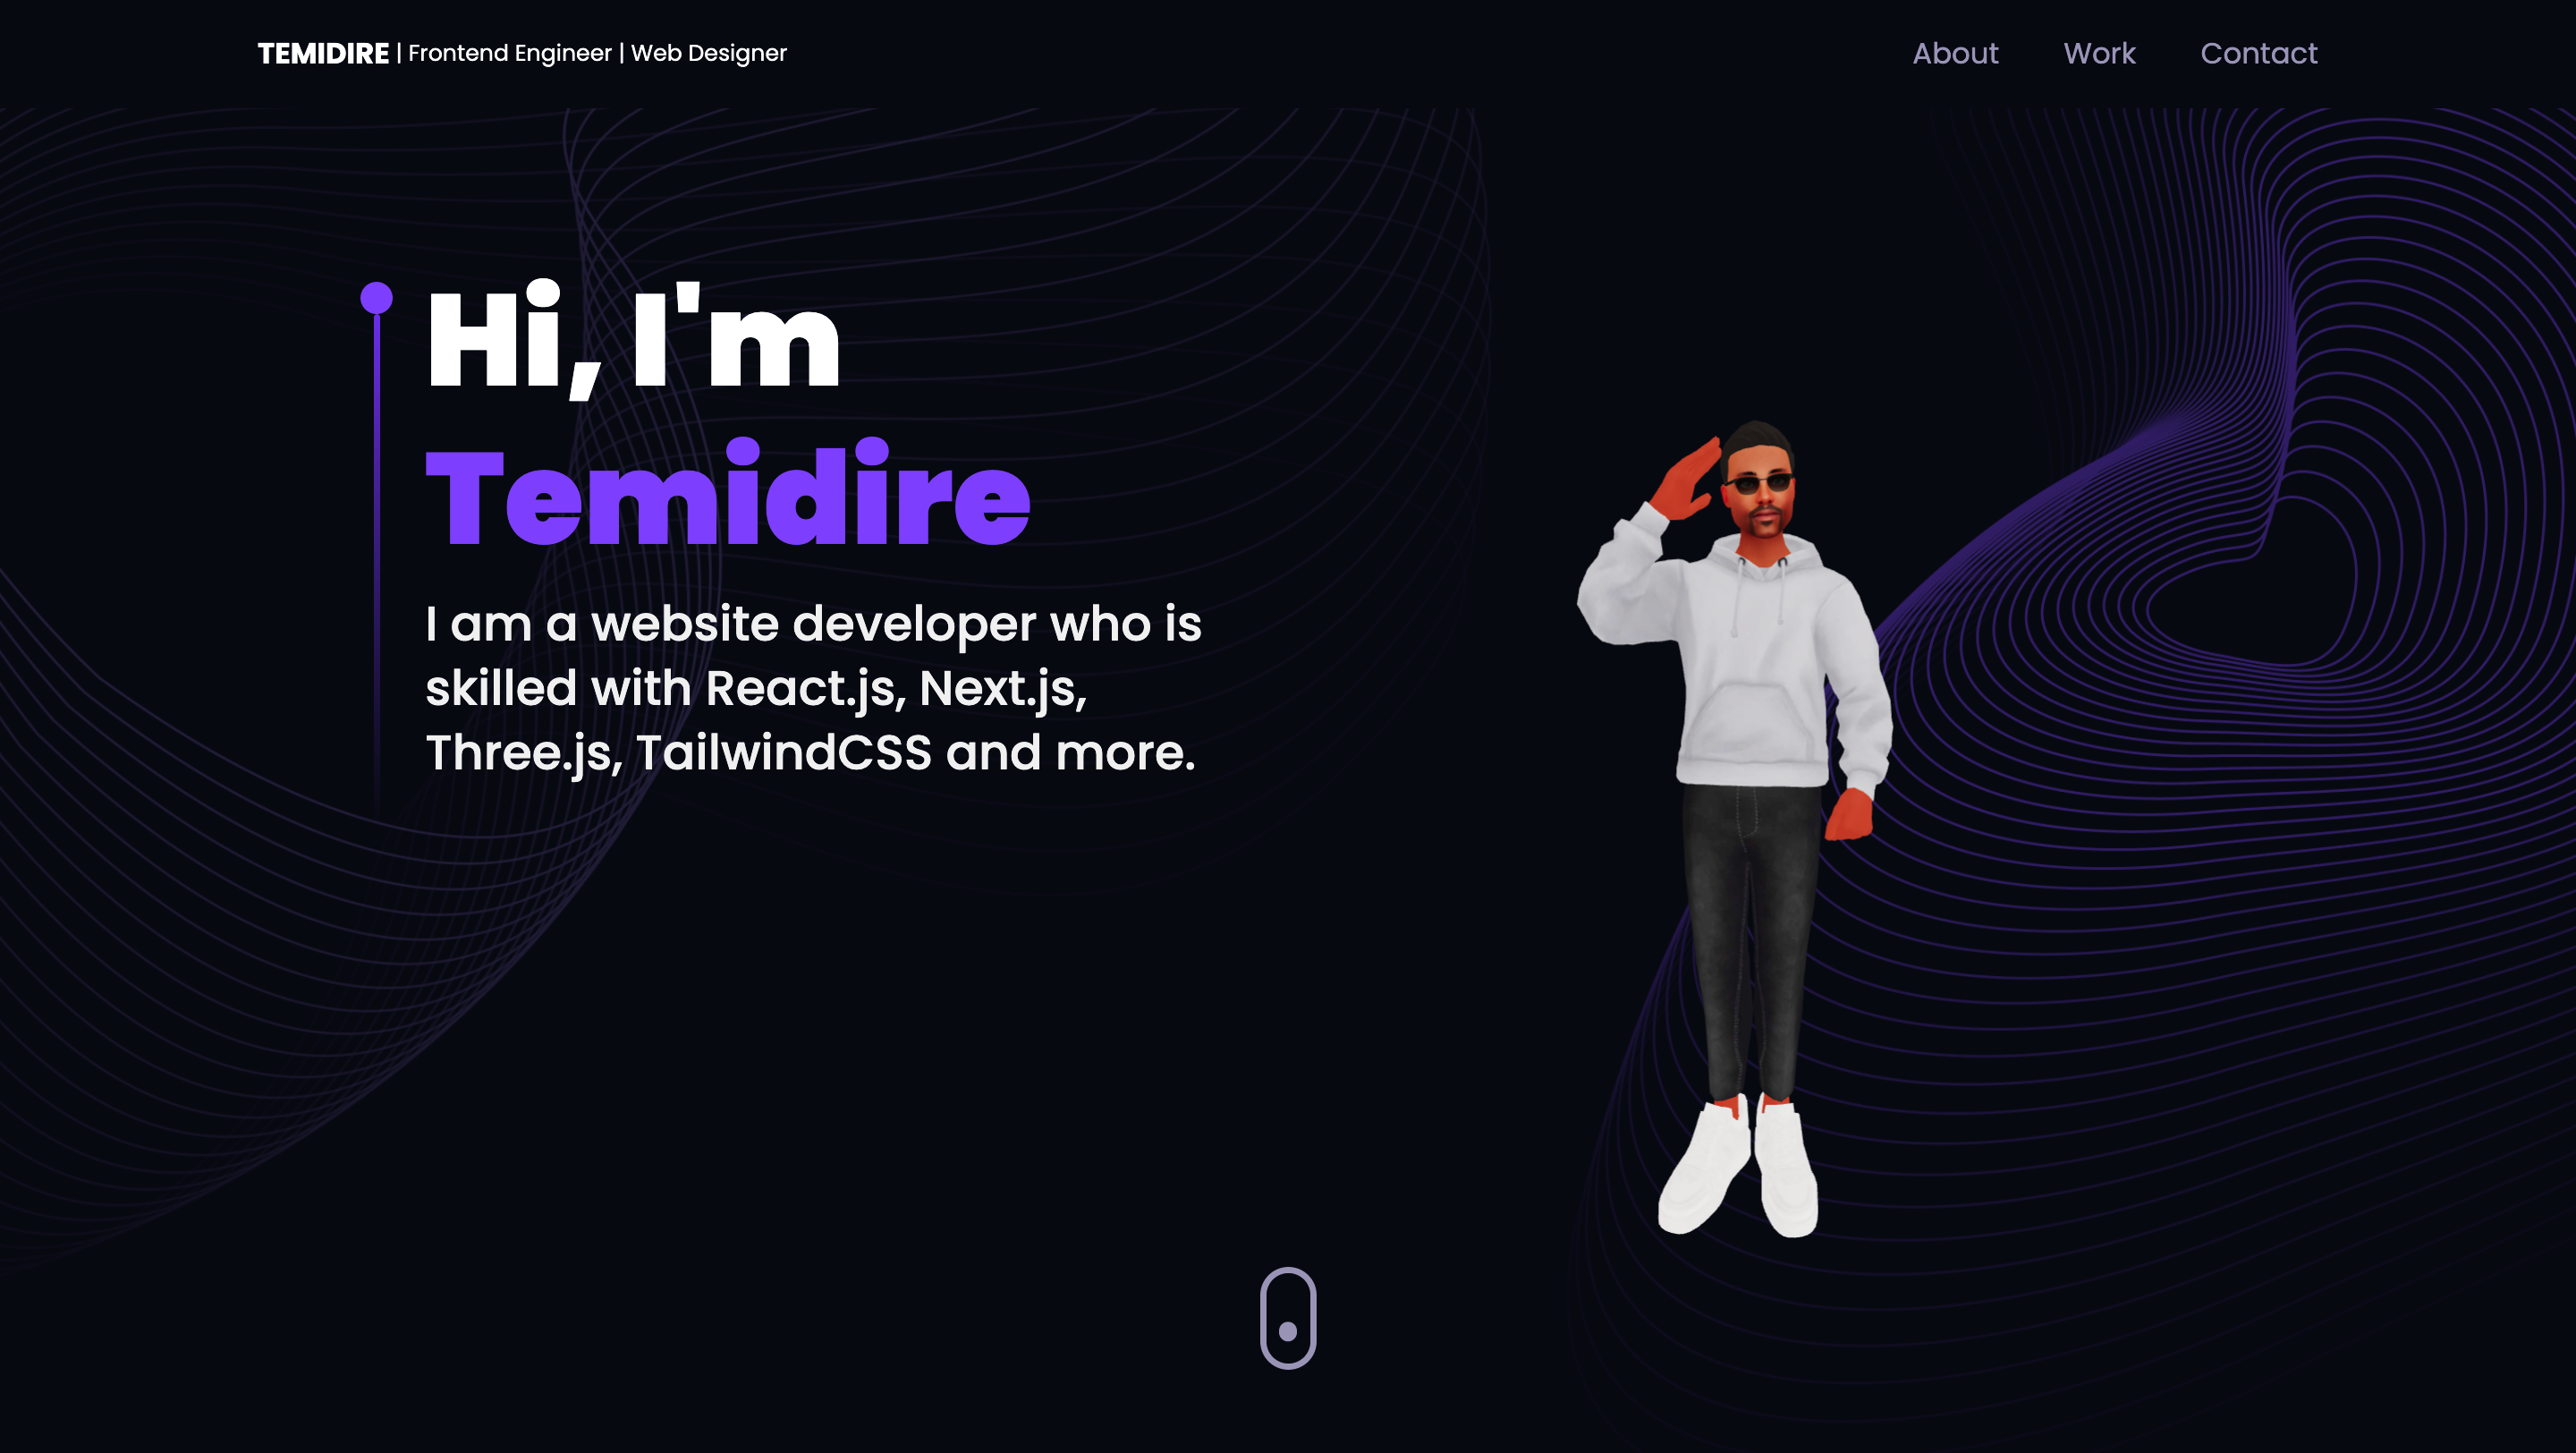 TEMIDIRE | Frontend Engineer | Web Designer
About Work Contact
Hi, I'm
Temidire
I am a website developer who is
skilled with React.js, Next.js,
Three.js, TailwindCSS and more.